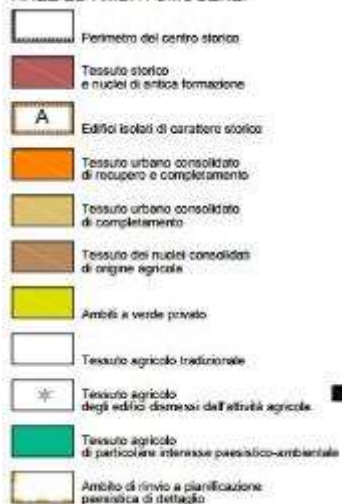 Perimetro del centro storico
Tessuto storico
e nuclei di antica formazione
A
Edifici isolati di carattere storico
Tessuto urbano consolidato
di recupero e completamento
Tessuto urbano consolidato
di completamento
Tessuto dei nuclei consolidati
di origine agricola
Ambiti a verde privato
Tessuto agricolo tradizionale
Tessuto agricolo
degli edifici dismessi dall'attività agricola
Tessuto agricolo
di particolare interesse paesistico-ambientale
Ambito di rinvio a pianificazione
paesistica di dettaglio